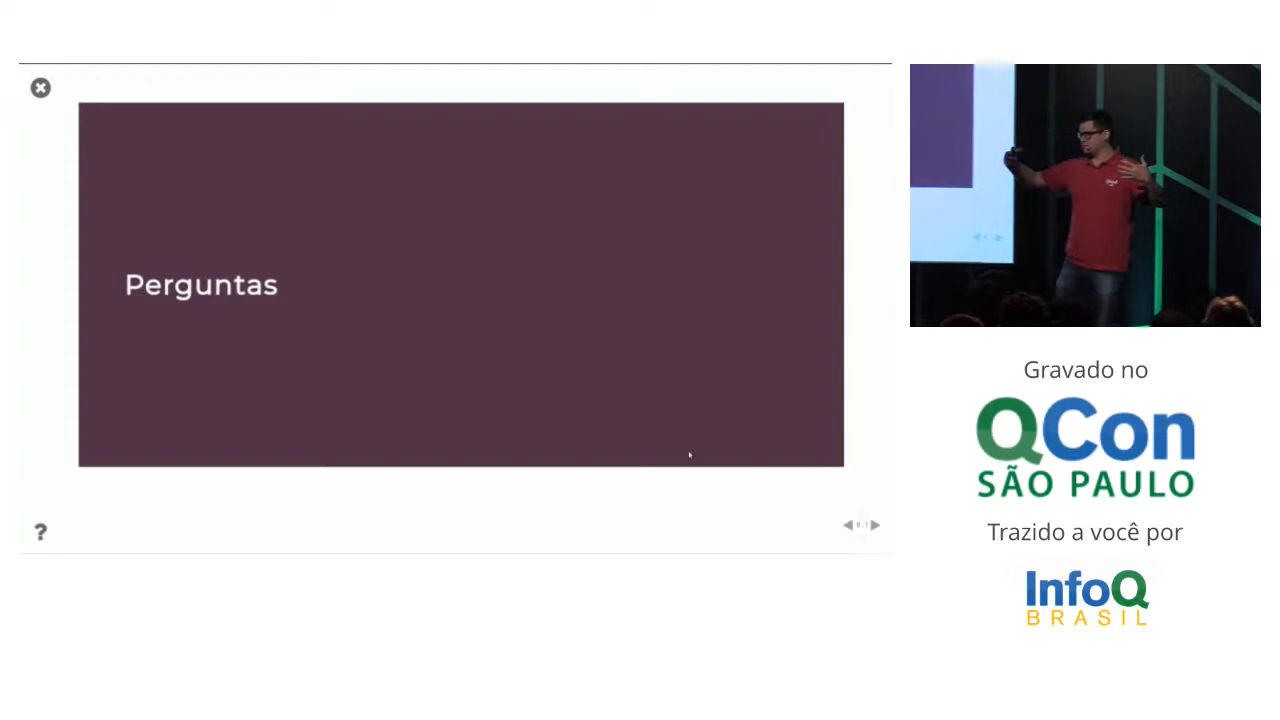 Perguntas
?
Gravado no
QCon
SÃO PAULO
Trazido a você por
InfoQ
BRASIL